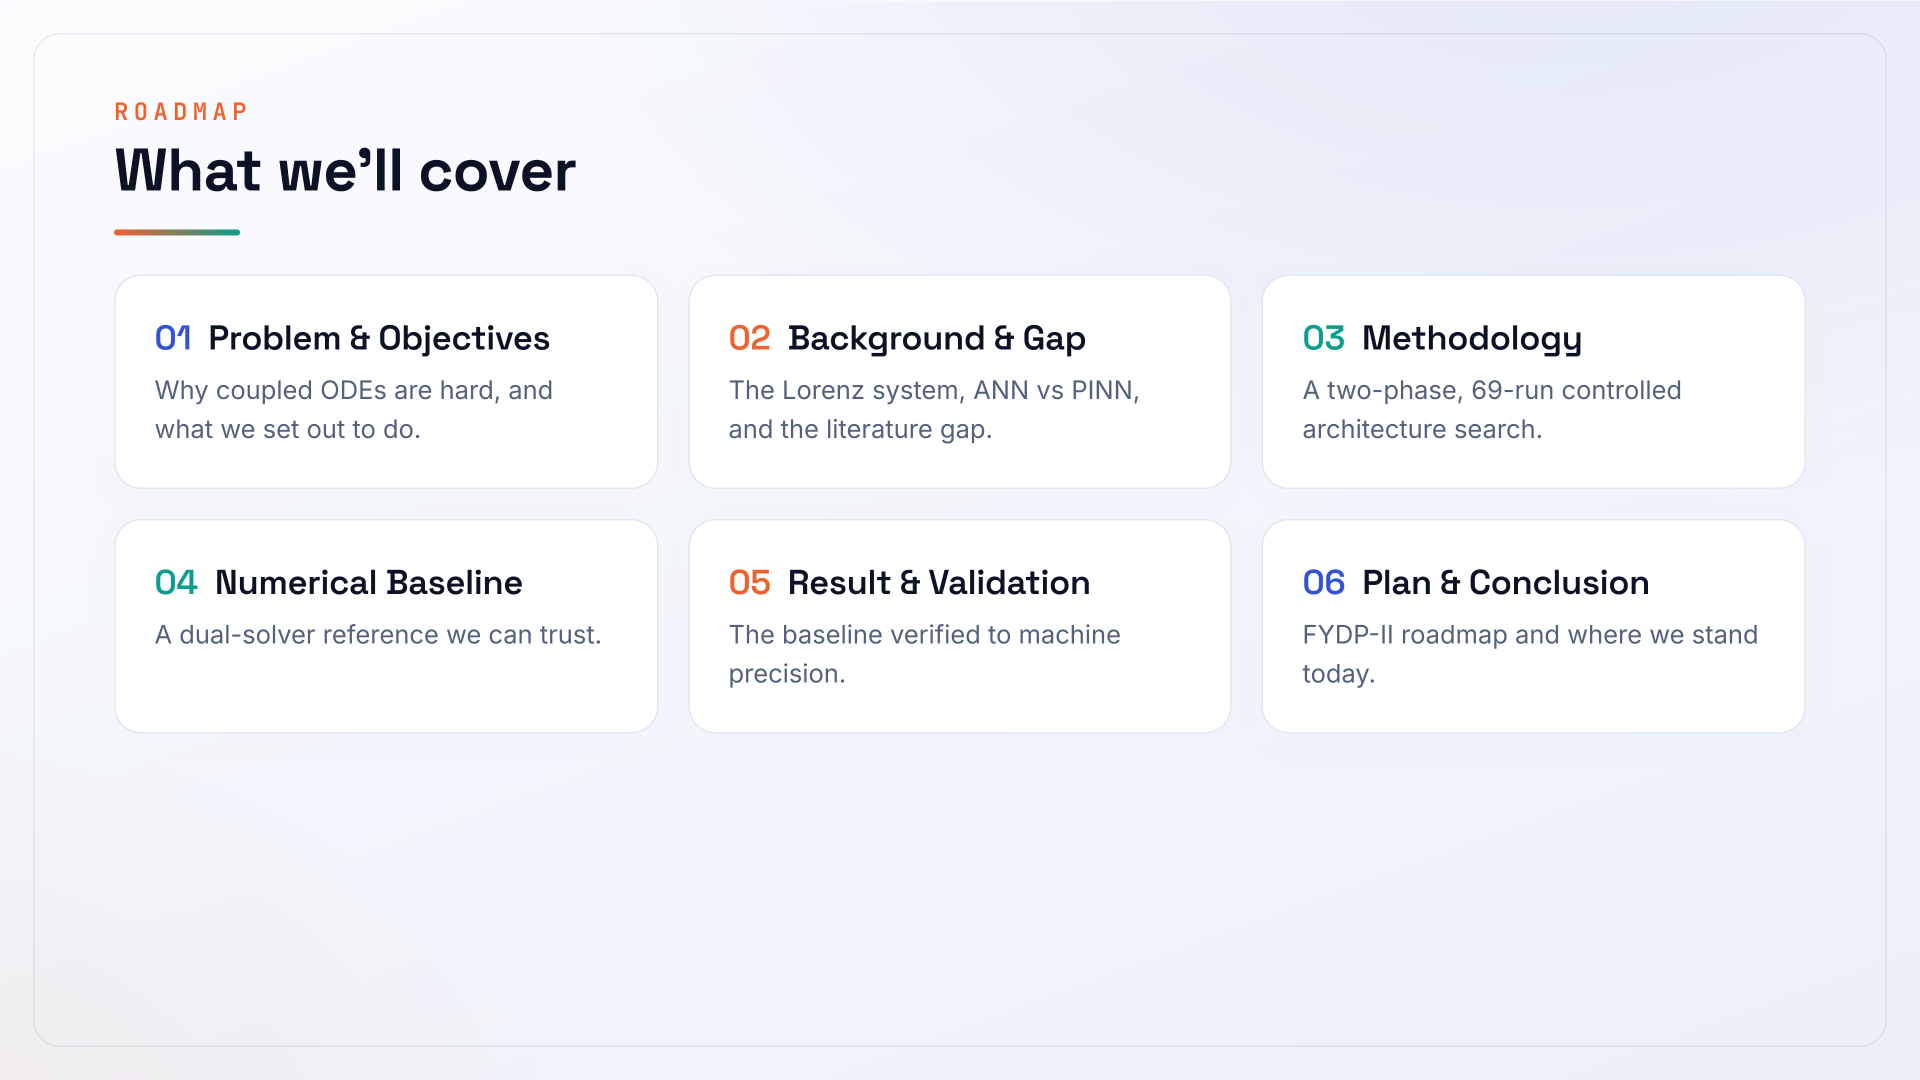 ROADMAP
What we’ll cover
01 Problem & Objectives
Why coupled ODEs are hard, and
what we set out to do.
02 Background & Gap
The Lorenz system, ANN vs PINN,
and the literature gap.
03 Methodology
A two-phase, 69-run controlled
architecture search.
04 Numerical Baseline
A dual-solver reference we can trust.
05 Result & Validation
The baseline verified to machine
precision.
06 Plan & Conclusion
FYDP-II roadmap and where we stand
today.